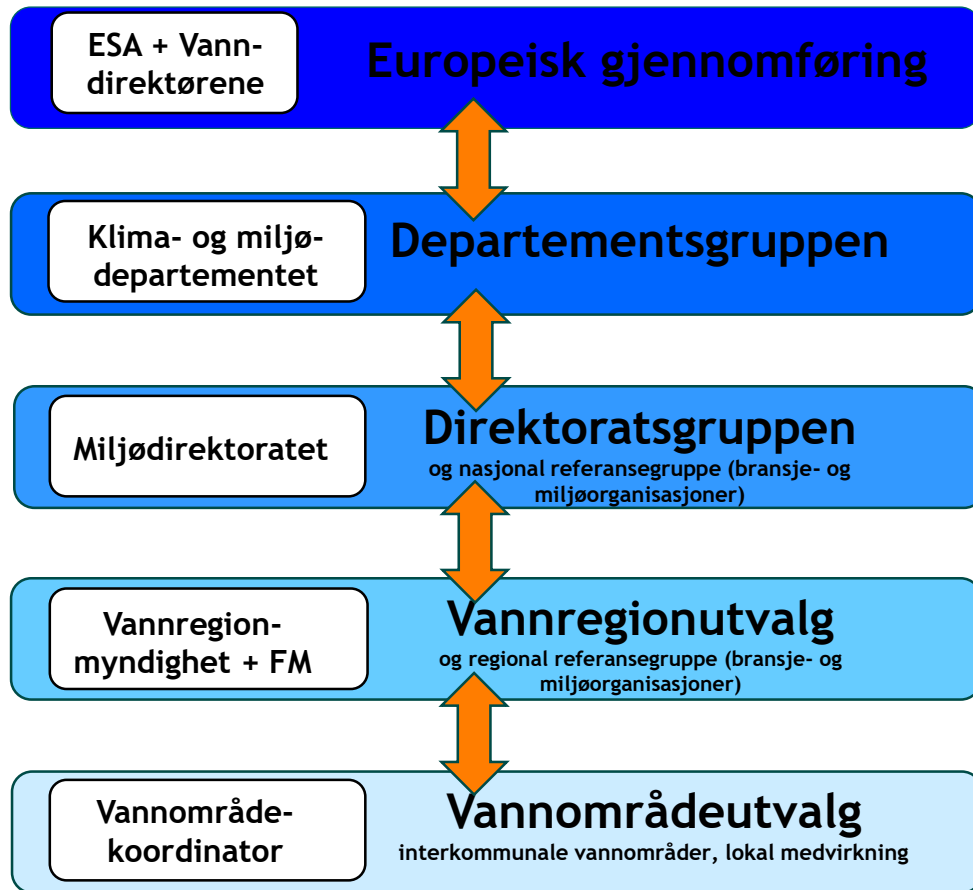 ESA + Vann-
direktørene
Europeisk gjennomføring
Klima- og miljø-
departementet
Departementsgruppen
Miljødirektoratet
Direktoratsgruppen
og nasjonal referansegruppe (bransje- og
miljøorganisasjoner)
Vannregion-
myndighet + FM
Vannregionutvalg
og regional referansegruppe (bransje- og
miljøorganisasjoner)
Vannområde-
koordinator
Vannområdeutvalg
interkommunale vannområder, lokal medvirkning